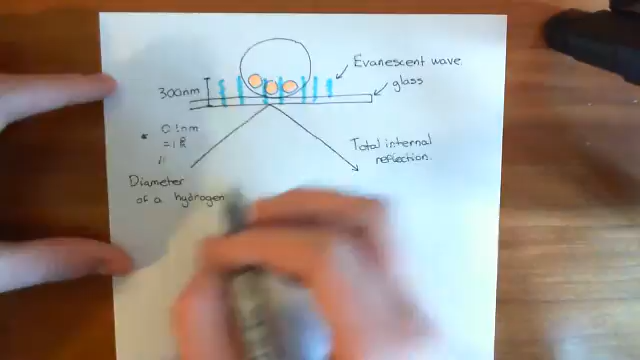 Evanescent wave
glass
300nm
0.1nm
= 1 Å
"
Total internal
reflection.
Diameter
of a hydrogen